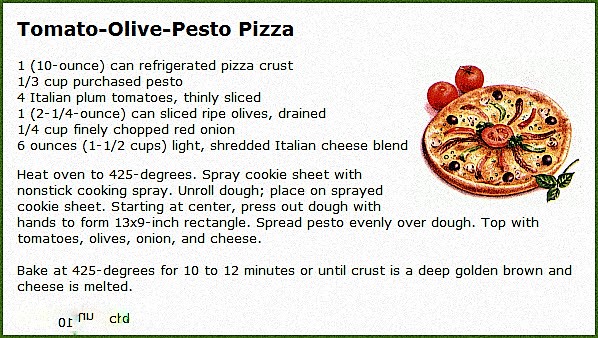 Tomato-Olive-Pesto Pizza
1 (10-ounce) can refrigerated pizza crust
1/3 cup purchased pesto
4 Italian plum tomatoes, thinly sliced
1 (2-1/4-ounce) can sliced ripe olives, drained
1/4 cup finely chopped red onion
6 ounces (1-1/2 cups) light, shredded Italian cheese blend
Heat oven to 425-degrees. Spray cookie sheet with
nonstick cooking spray. Unroll dough; place on sprayed
cookie sheet. Starting at center, press out dough with
hands to form 13x9-inch rectangle. Spread pesto evenly over dough. Top with
tomatoes, olives, onion, and cheese.
Bake at 425-degrees for 10 to 12 minutes or until crust is a deep golden brown and
cheese is melted.